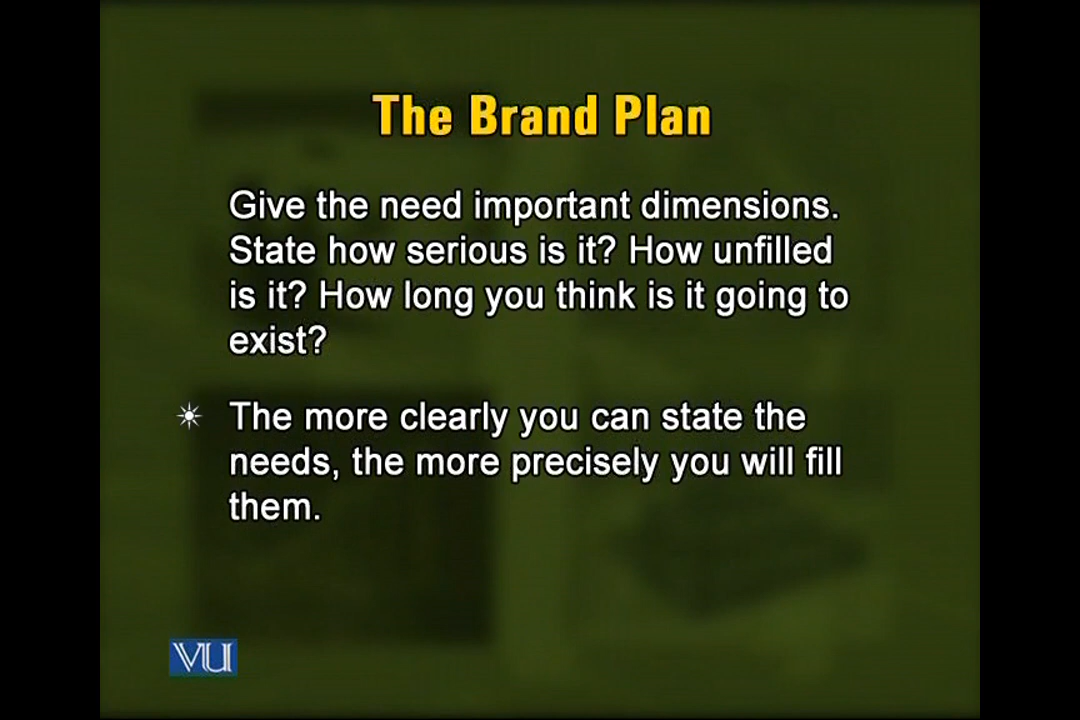 The Brand Plan
Give the need important dimensions.
State how serious is it? How unfilled
is it? How long you think is it going to
exist?
The more clearly you can state the
needs, the more precisely you will fill
them.
VU